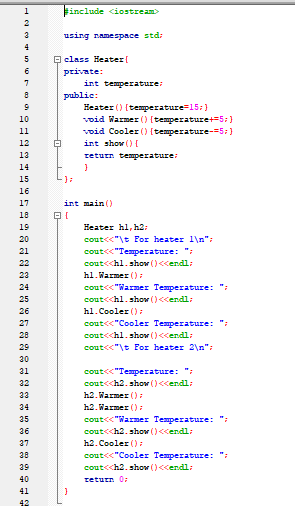 1 #include <iostream>
2
3 using namespace std;
4
5 class Heater{
6 private:
7 int temperature;
8 public:
9 Heater(){temperature=15;}
10 void Warmer(){temperature+=5;}
11 void Cooler(){temperature-=5;}
12 int show(){
13 return temperature;
14 }
15 };
16
17 int main()
18 {
19 Heater h1,h2;
20 cout<<"\t For heater 1\n";
21 cout<<"Temperature: ";
22 cout<<h1.show()<<endl;
23 h1.Warmer();
24 cout<<"Warmer Temperature: ";
25 cout<<h1.show()<<endl;
26 h1.Cooler();
27 cout<<"Cooler Temperature: ";
28 cout<<h1.show()<<endl;
29 cout<<"\t For heater 2\n";
30
31 cout<<"Temperature: ";
32 cout<<h2.show()<<endl;
33 h2.Warmer();
34 h2.Warmer();
35 cout<<"Warmer Temperature: ";
36 cout<<h2.show()<<endl;
37 h2.Cooler();
38 cout<<"Cooler Temperature: ";
39 cout<<h2.show()<<endl;
40 return 0;
41 }
42